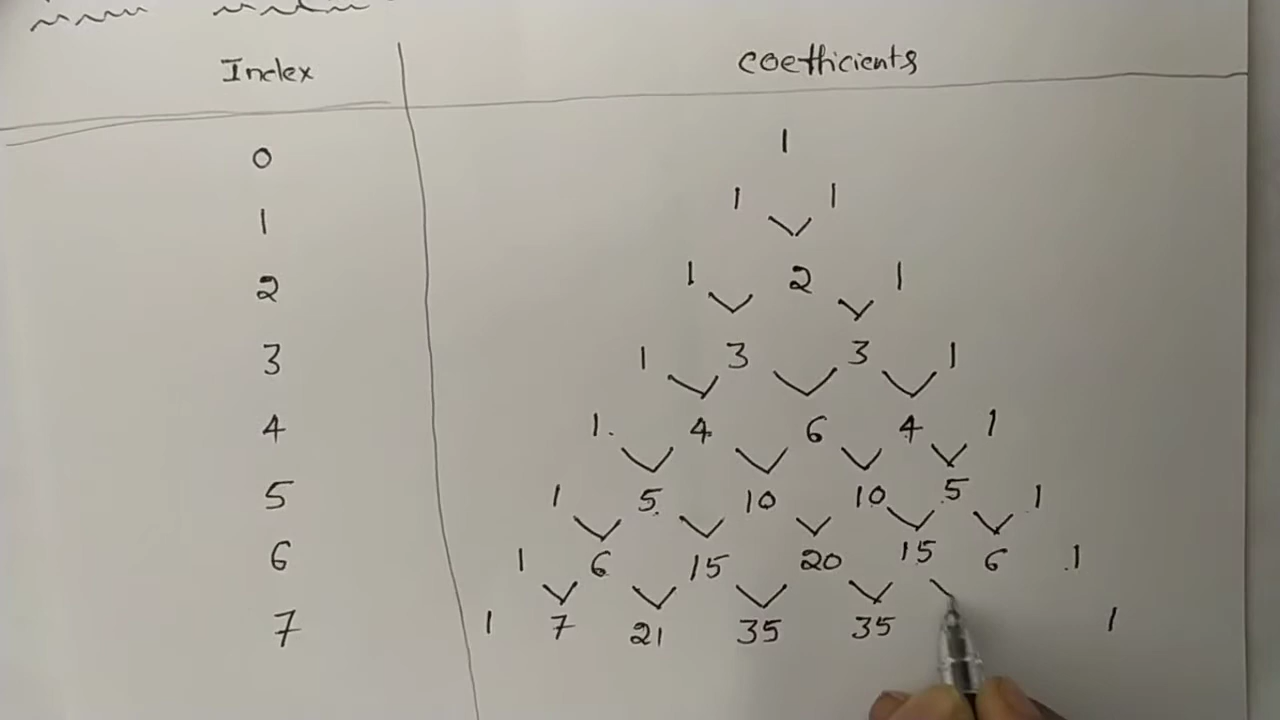 Index coefficients
0 1
1 1 1
2 1 2 1
3 1 3 3 1
4 1 4 6 4 1
5 1 5 10 10 5 1
6 1 6 15 20 15 6 1
7 1 7 21 35 35 1